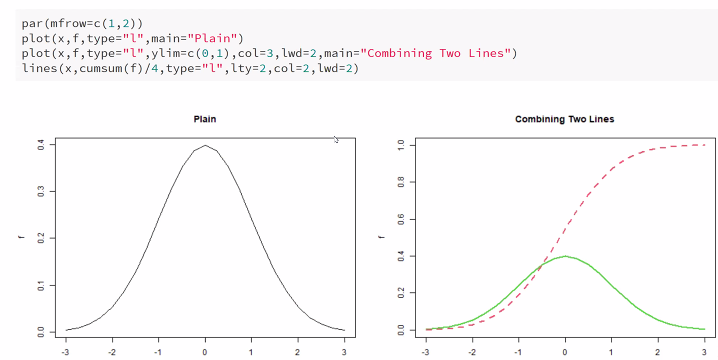 par(mfrow=c(1,2))
plot(x,f,type="l",main="Plain")
plot(x,f,type="l",ylim=c(0,1),col=3,lwd=2,main="Combining Two Lines")
lines(x,cumsum(f)/4,type="l",lty=2,col=2,lwd=2)
Plain
f
0.4
0.3
0.2
0.1
0.0
-3 -2 -1 0 1 2 3
Combining Two Lines
f
1.0
0.8
0.6
0.4
0.2
0.0
-3 -2 -1 0 1 2 3